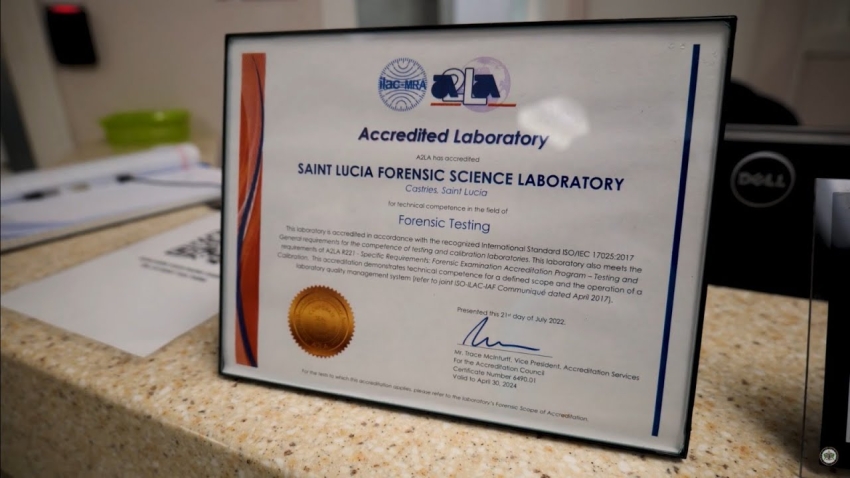 ilac-MRA
A2LA
Accredited Laboratory
A2LA has accredited
SAINT LUCIA FORENSIC SCIENCE LABORATORY
Castries, Saint Lucia
for technical competence in the field of
Forensic Testing
This laboratory is accredited in accordance with the recognized International Standard ISO/IEC 17025:2017
General requirements for the competence of testing and calibration laboratories. This laboratory also meets the
requirements of A2LA R221 - Specific Requirements: Forensic Examination Accreditation Program – Testing and
Calibration. This accreditation demonstrates technical competence for a defined scope and the operation of a
laboratory quality management system (refer to joint ISO-ILAC-IAF Communiqué dated April 2017).
Presented this 21st day of July 2022.
Mr. Trace McInturff, Vice President, Accreditation Services
For the Accreditation Council
Certificate Number 6490.01
Valid to April 30, 2024
For the tests to which this accreditation applies, please refer to the laboratory's Forensic Scope of Accreditation.
DELL